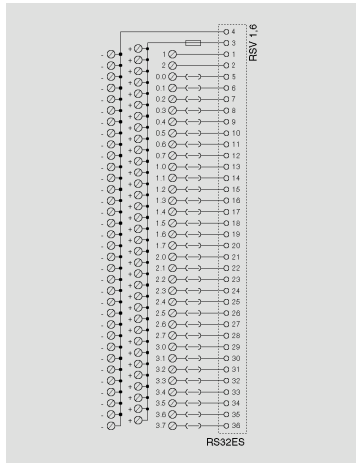 4
RSV 1,6
3
- + 1 1
- + 2 2
- + 0.0 5
- + 0.1 6
- + 0.2 7
- + 0.3 8
- + 0.4 9
- + 0.5 10
- + 0.6 11
- + 0.7 12
- + 1.0 13
- + 1.1 14
- + 1.2 15
- + 1.3 16
- + 1.4 17
- + 1.5 18
- + 1.6 19
- + 1.7 20
- + 2.0 21
- + 2.1 22
- + 2.2 23
- + 2.3 24
- + 2.4 25
- + 2.5 26
- + 2.6 27
- + 2.7 28
- + 3.0 29
- + 3.1 30
- + 3.2 31
- + 3.3 32
- + 3.4 33
- + 3.5 34
- + 3.6 35
- + 3.7 36
RS32ES